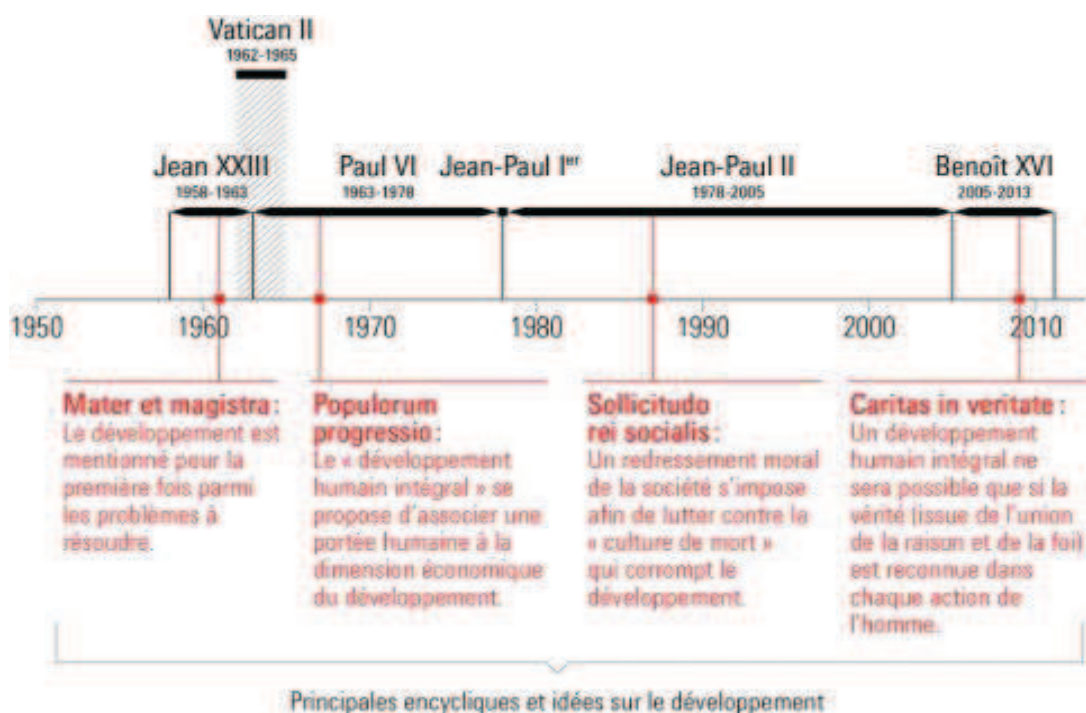 Vatican II
1962-1965
Jean XXIII
1958-1963
Paul VI
1963-1978
Jean-Paul Ier
Jean-Paul II
1978-2005
Benoît XVI
2005-2013
1950
1960
1970
1980
1990
2000
2010
Mater et magistra :
Le développement est
mentionné pour la
première fois parmi
les problèmes à
résoudre.
Populorum
progressio :
Le « développement
humain intégral » se
propose d'associer une
portée humaine à la
dimension économique
du développement.
Sollicitudo
rei socialis :
Un redressement moral
de la société s'impose
afin de lutter contre la
« culture de mort »
qui corrompt le
développement.
Caritas in veritate :
Un développement
humain intégral ne
sera possible que si la
vérité (issue de l'union
de la raison et de la foi)
est reconnue dans
chaque action de
l'homme.
Principales encycliques et idées sur le développement